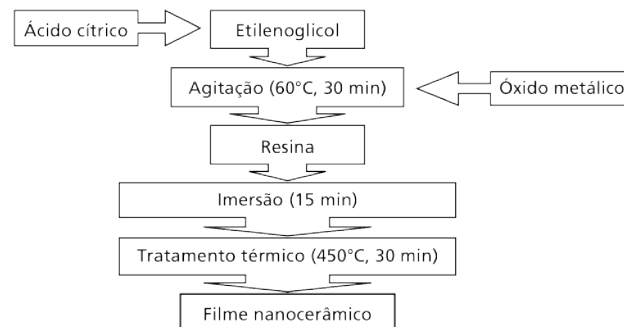 Ácido cítrico
Etilenoglicol
Agitação (60°C, 30 min)
Óxido metálico
Resina
Imersão (15 min)
Tratamento térmico (450°C, 30 min)
Filme nanocerâmico